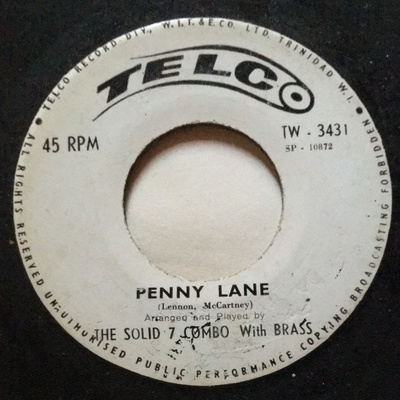 • TELCO RECORD DIV., W.I.I.& E.CO. LTD., TRINIDAD W.I. •
TELCO
45 RPM
TW - 3431
SP - 10872
PENNY LANE
(Lennon, McCartney)
Arranged and Played by
THE SOLID 7 COMBO With BRASS
ALL RIGHTS RESERVED UNAUTHORISED PUBLIC PERFORMANCE COPYING BROADCASTING FORBIDDEN